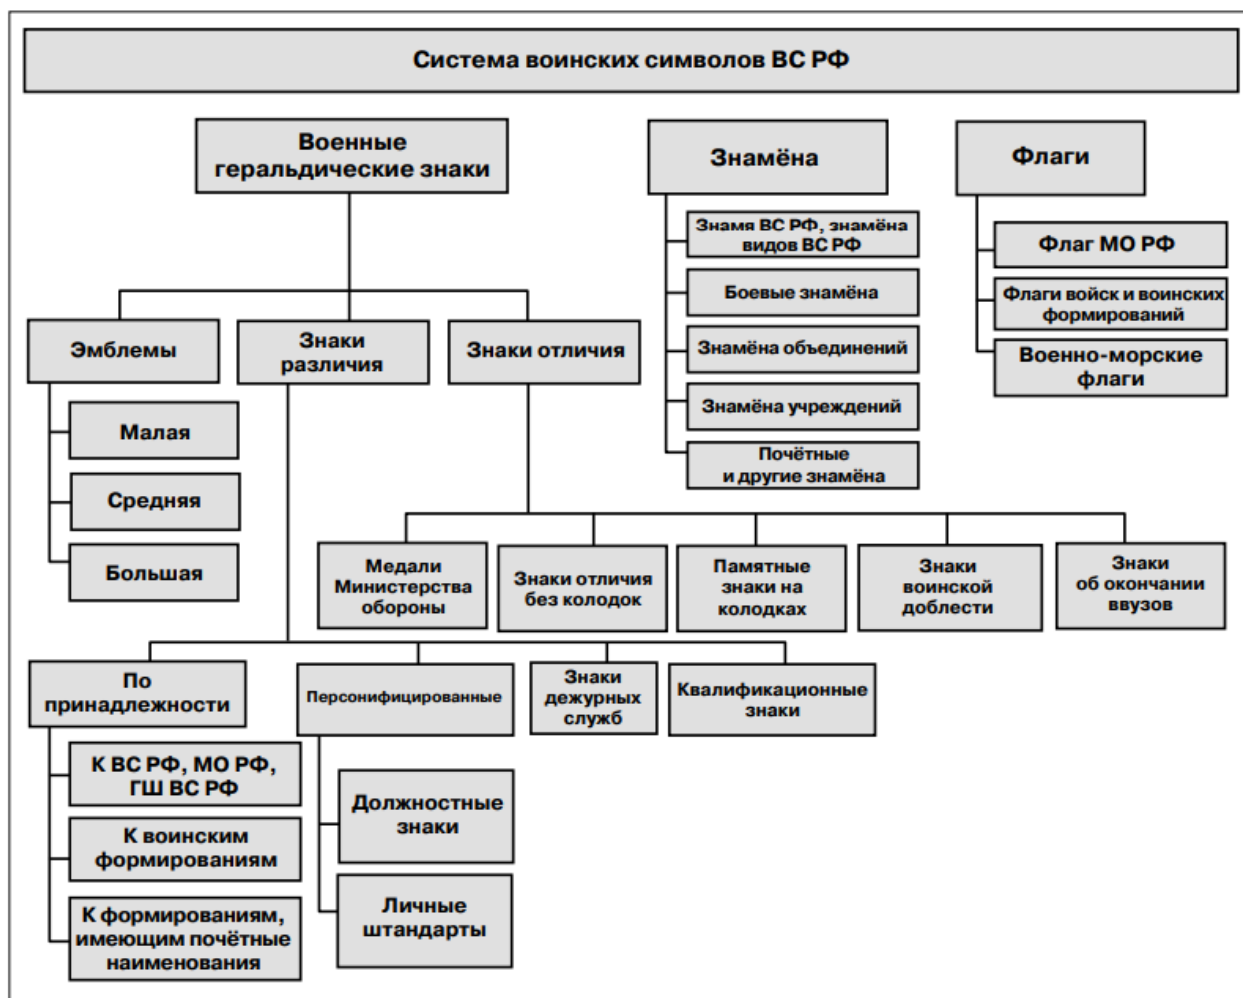 Система воинских символов ВС РФ
Военные
геральдические знаки
Знамёна
Флаги
Знамя ВС РФ, знамёна
видов ВС РФ
Боевые знамёна
Знамёна объединений
Знамёна учреждений
Почётные
и другие знамёна
Флаг МО РФ
Флаги войск и воинских
формирований
Военно-морские
флаги
Эмблемы
Знаки
различия
Знаки отличия
Малая
Средняя
Большая
Медали
Министерства
обороны
Знаки отличия
без колодок
Памятные
знаки на
колодках
Знаки
воинской
доблести
Знаки
об окончании
ввузов
По
принадлежности
Персонифицированные
Знаки
дежурных
служб
Квалификационные
знаки
К ВС РФ, МО РФ,
ГШ ВС РФ
К воинским
формированиям
К формированиям,
имеющим почётные
наименования
Должностные
знаки
Личные
штандарты